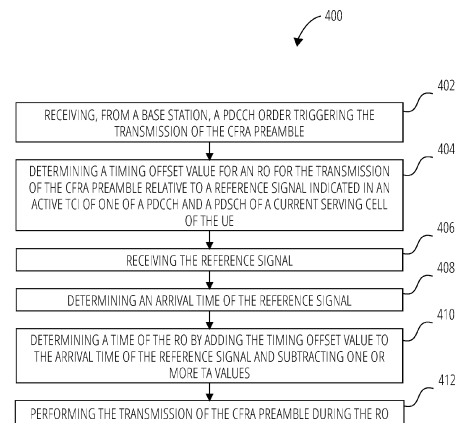 400
402
RECEIVING, FROM A BASE STATION, A PDCCH ORDER TRIGGERING THE
TRANSMISSION OF THE CFRA PREAMBLE
404
DETERMINING A TIMING OFFSET VALUE FOR AN RO FOR THE TRANSMISSION
OF THE CFRA PREAMBLE RELATIVE TO A REFERENCE SIGNAL INDICATED IN AN
ACTIVE TCI OF ONE OF A PDCCH AND A PDSCH OF A CURRENT SERVING CELL
OF THE UE
406
RECEIVING THE REFERENCE SIGNAL
408
DETERMINING AN ARRIVAL TIME OF THE REFERENCE SIGNAL
410
DETERMINING A TIME OF THE RO BY ADDING THE TIMING OFFSET VALUE TO
THE ARRIVAL TIME OF THE REFERENCE SIGNAL AND SUBTRACTING ONE OR
MORE TA VALUES
412
PERFORMING THE TRANSMISSION OF THE CFRA PREAMBLE DURING THE RO